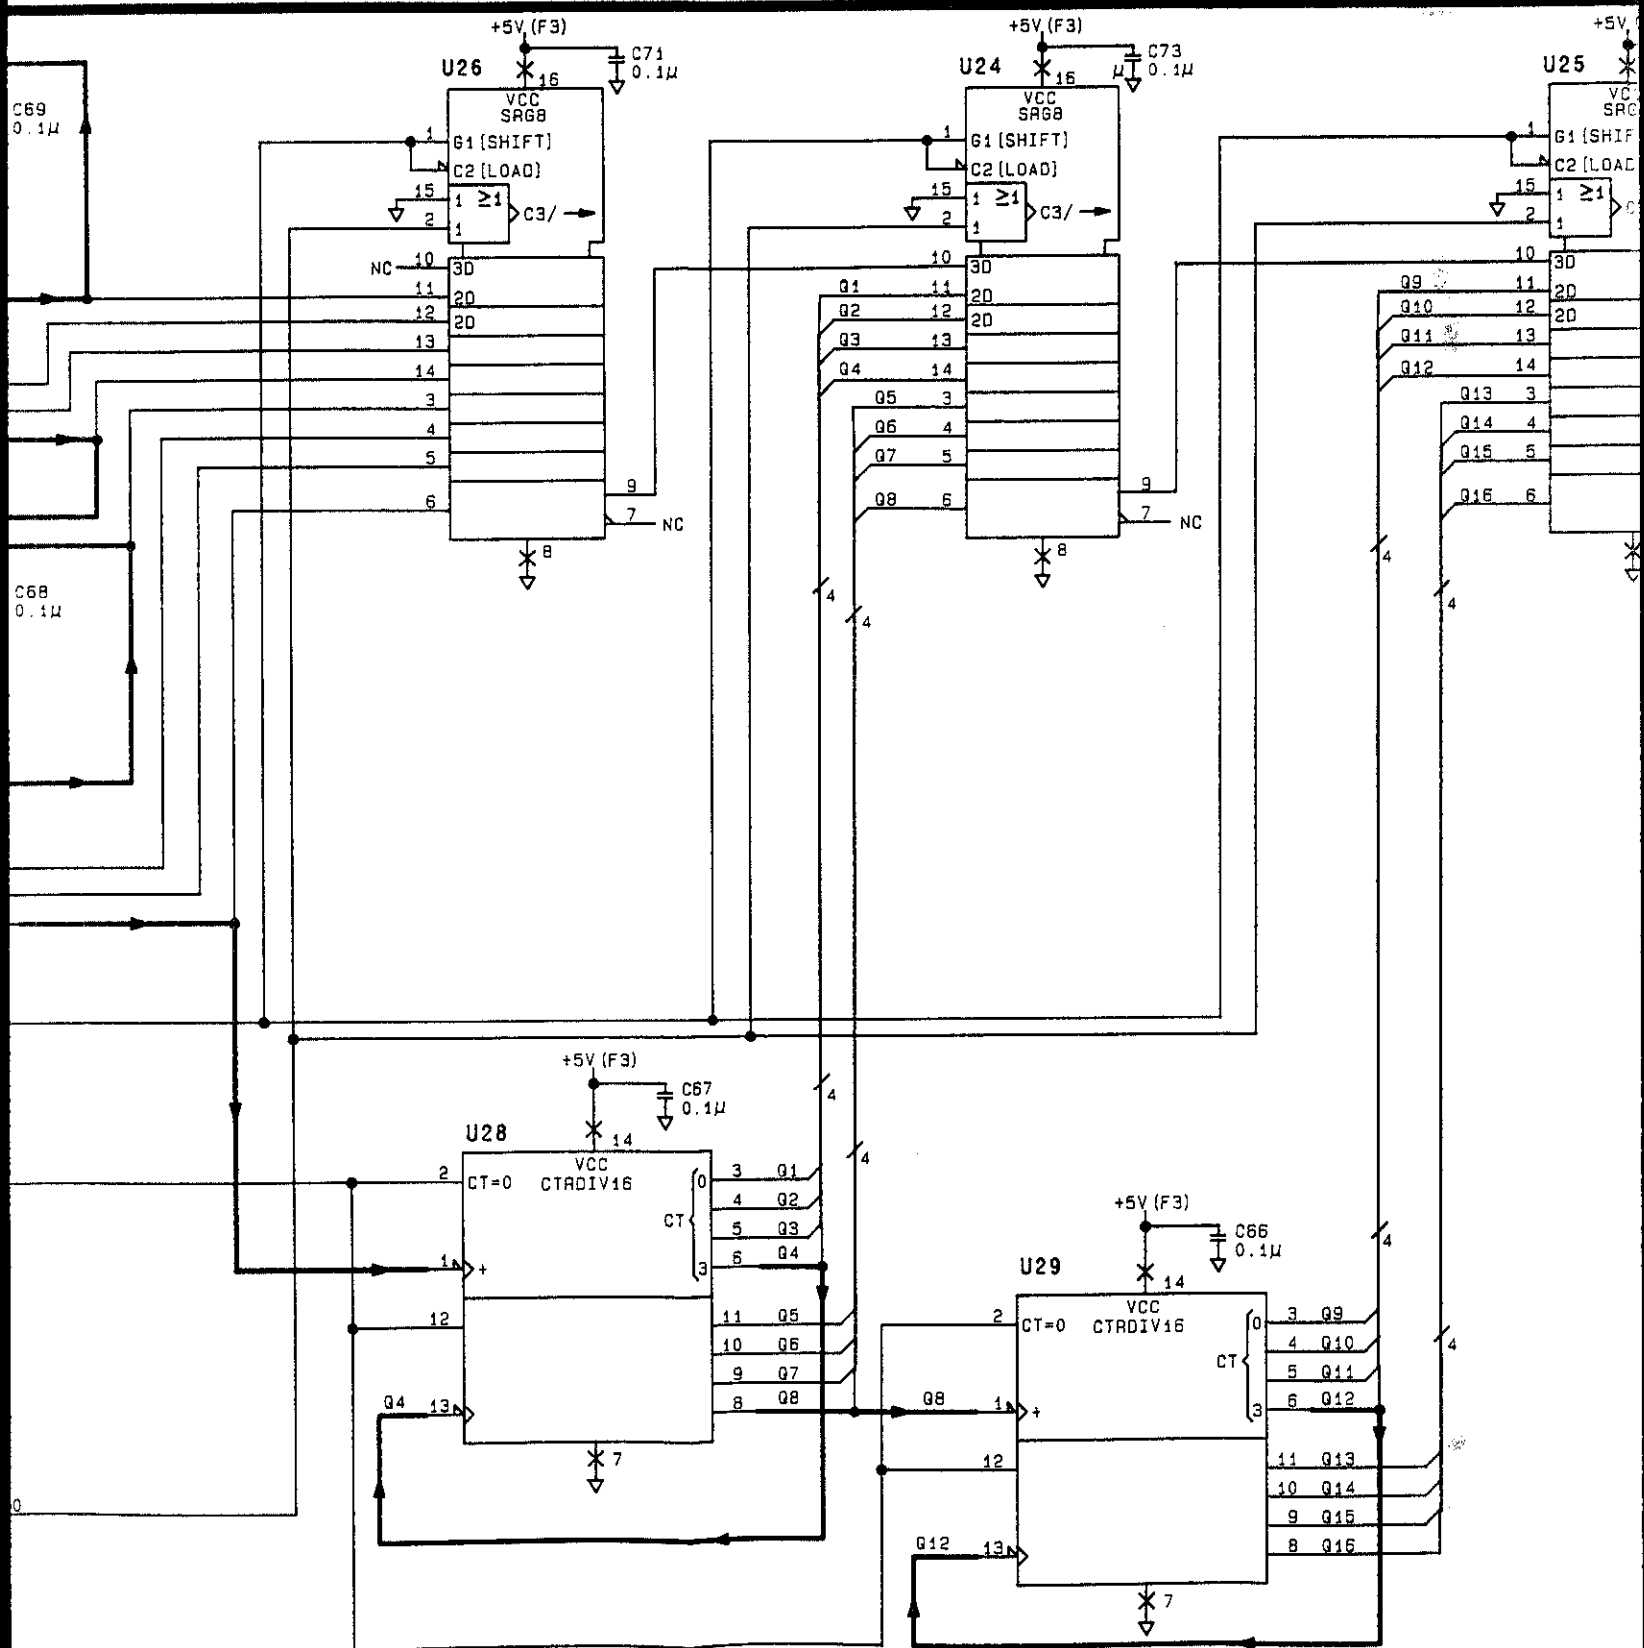 +5V (F3)
C71
0.1µ
U26
16
VCC
SRG8
1
G1 [SHIFT]
C2 [LOAD]
15
1
≥1
C3/
2
1
NC
10
3D
11
2D
12
2D
13
14
3
4
5
6
9
7
NC
8
C69
0.1µ
C68
0.1µ
+5V (F3)
C73
µ
0.1µ
U24
16
VCC
SRG8
1
G1 [SHIFT]
C2 [LOAD]
15
1
≥1
C3/
2
1
10
3D
Q1
11
2D
Q2
12
2D
Q3
13
Q4
14
Q5
3
Q6
4
Q7
5
Q8
6
9
7
NC
8
4
4
+5V
U25
VC
SRG
1
G1 [SHIF
C2 [LOAD
15
1
≥1
C
2
1
10
3D
Q9
11
2D
Q10
12
2D
Q11
13
Q12
14
Q13
3
Q14
4
Q15
5
Q16
6
4
4
+5V (F3)
C67
0.1µ
4
4
U28
14
VCC
CTRDIV16
2
CT=0
CT
0
3
3
Q1
4
Q2
5
Q3
6
Q4
1
+
12
11
Q5
10
Q6
9
Q7
8
Q8
Q4
13
7
0
+5V (F3)
C66
0.1µ
4
4
U29
14
VCC
CTRDIV16
2
CT=0
CT
0
3
3
Q9
4
Q10
5
Q11
6
Q12
Q8
1
+
12
11
Q13
10
Q14
9
Q15
8
Q16
Q12
13
7